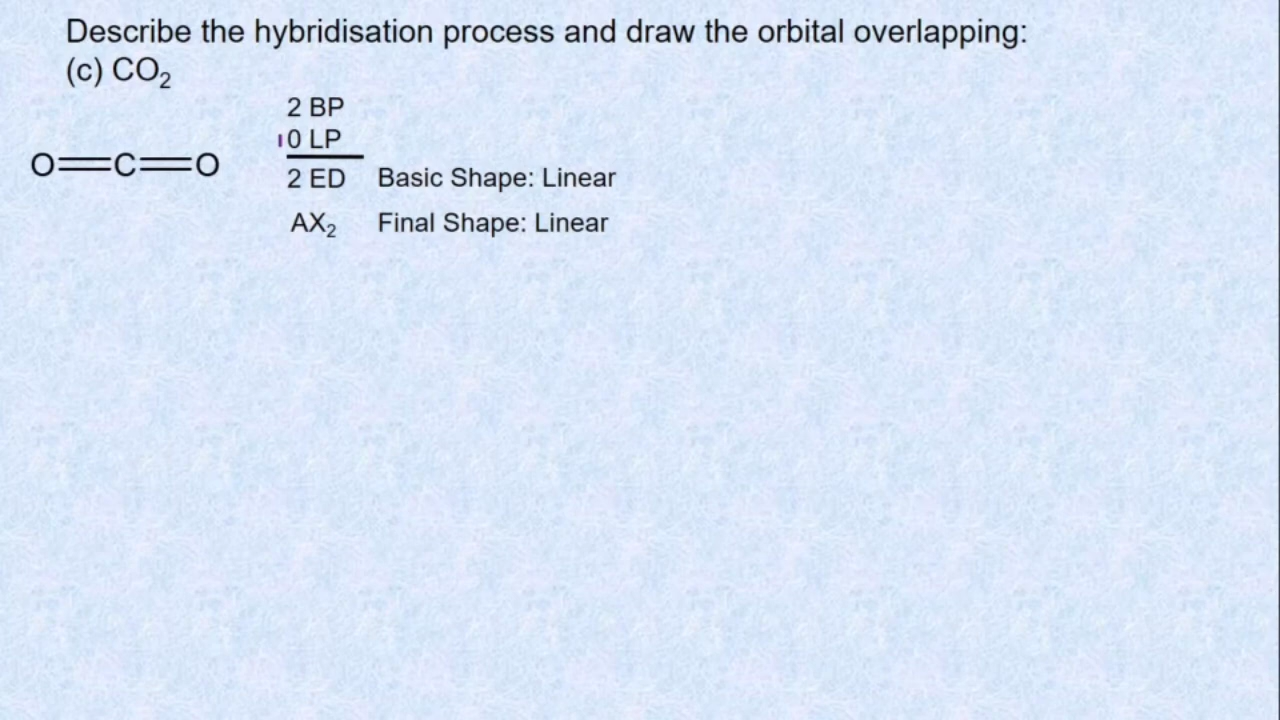 Describe the hybridisation process and draw the orbital overlapping:
(c) CO₂
2 BP
0 LP
O=C=O
2 ED Basic Shape: Linear
AX₂ Final Shape: Linear